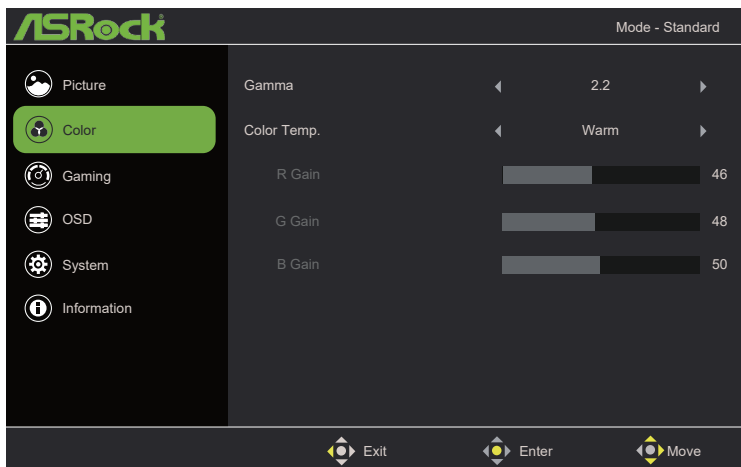 ASRock
Mode - Standard
Picture
Color
Gaming
OSD
System
Information
Gamma 2.2
Color Temp. Warm
R Gain 46
G Gain 48
B Gain 50
Exit Enter Move